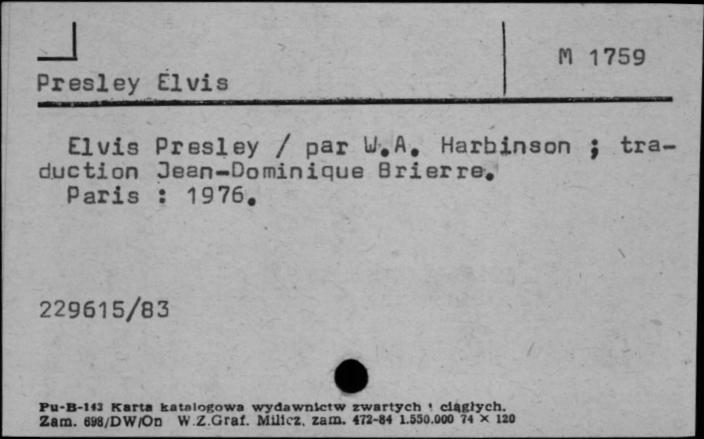 M 1759
Presley Elvis
Elvis Presley / par W.A. Harbinson ; tra-
duction Jean-Dominique Brierre.
Paris : 1976.
229615/83
Pu-B-143 Karta katalogowa wydawnictw zwartych i ciągłych.
Zam. 698/DW/On W.Z.Graf. Milicz, zam. 472-84 1.550.000 74 × 120